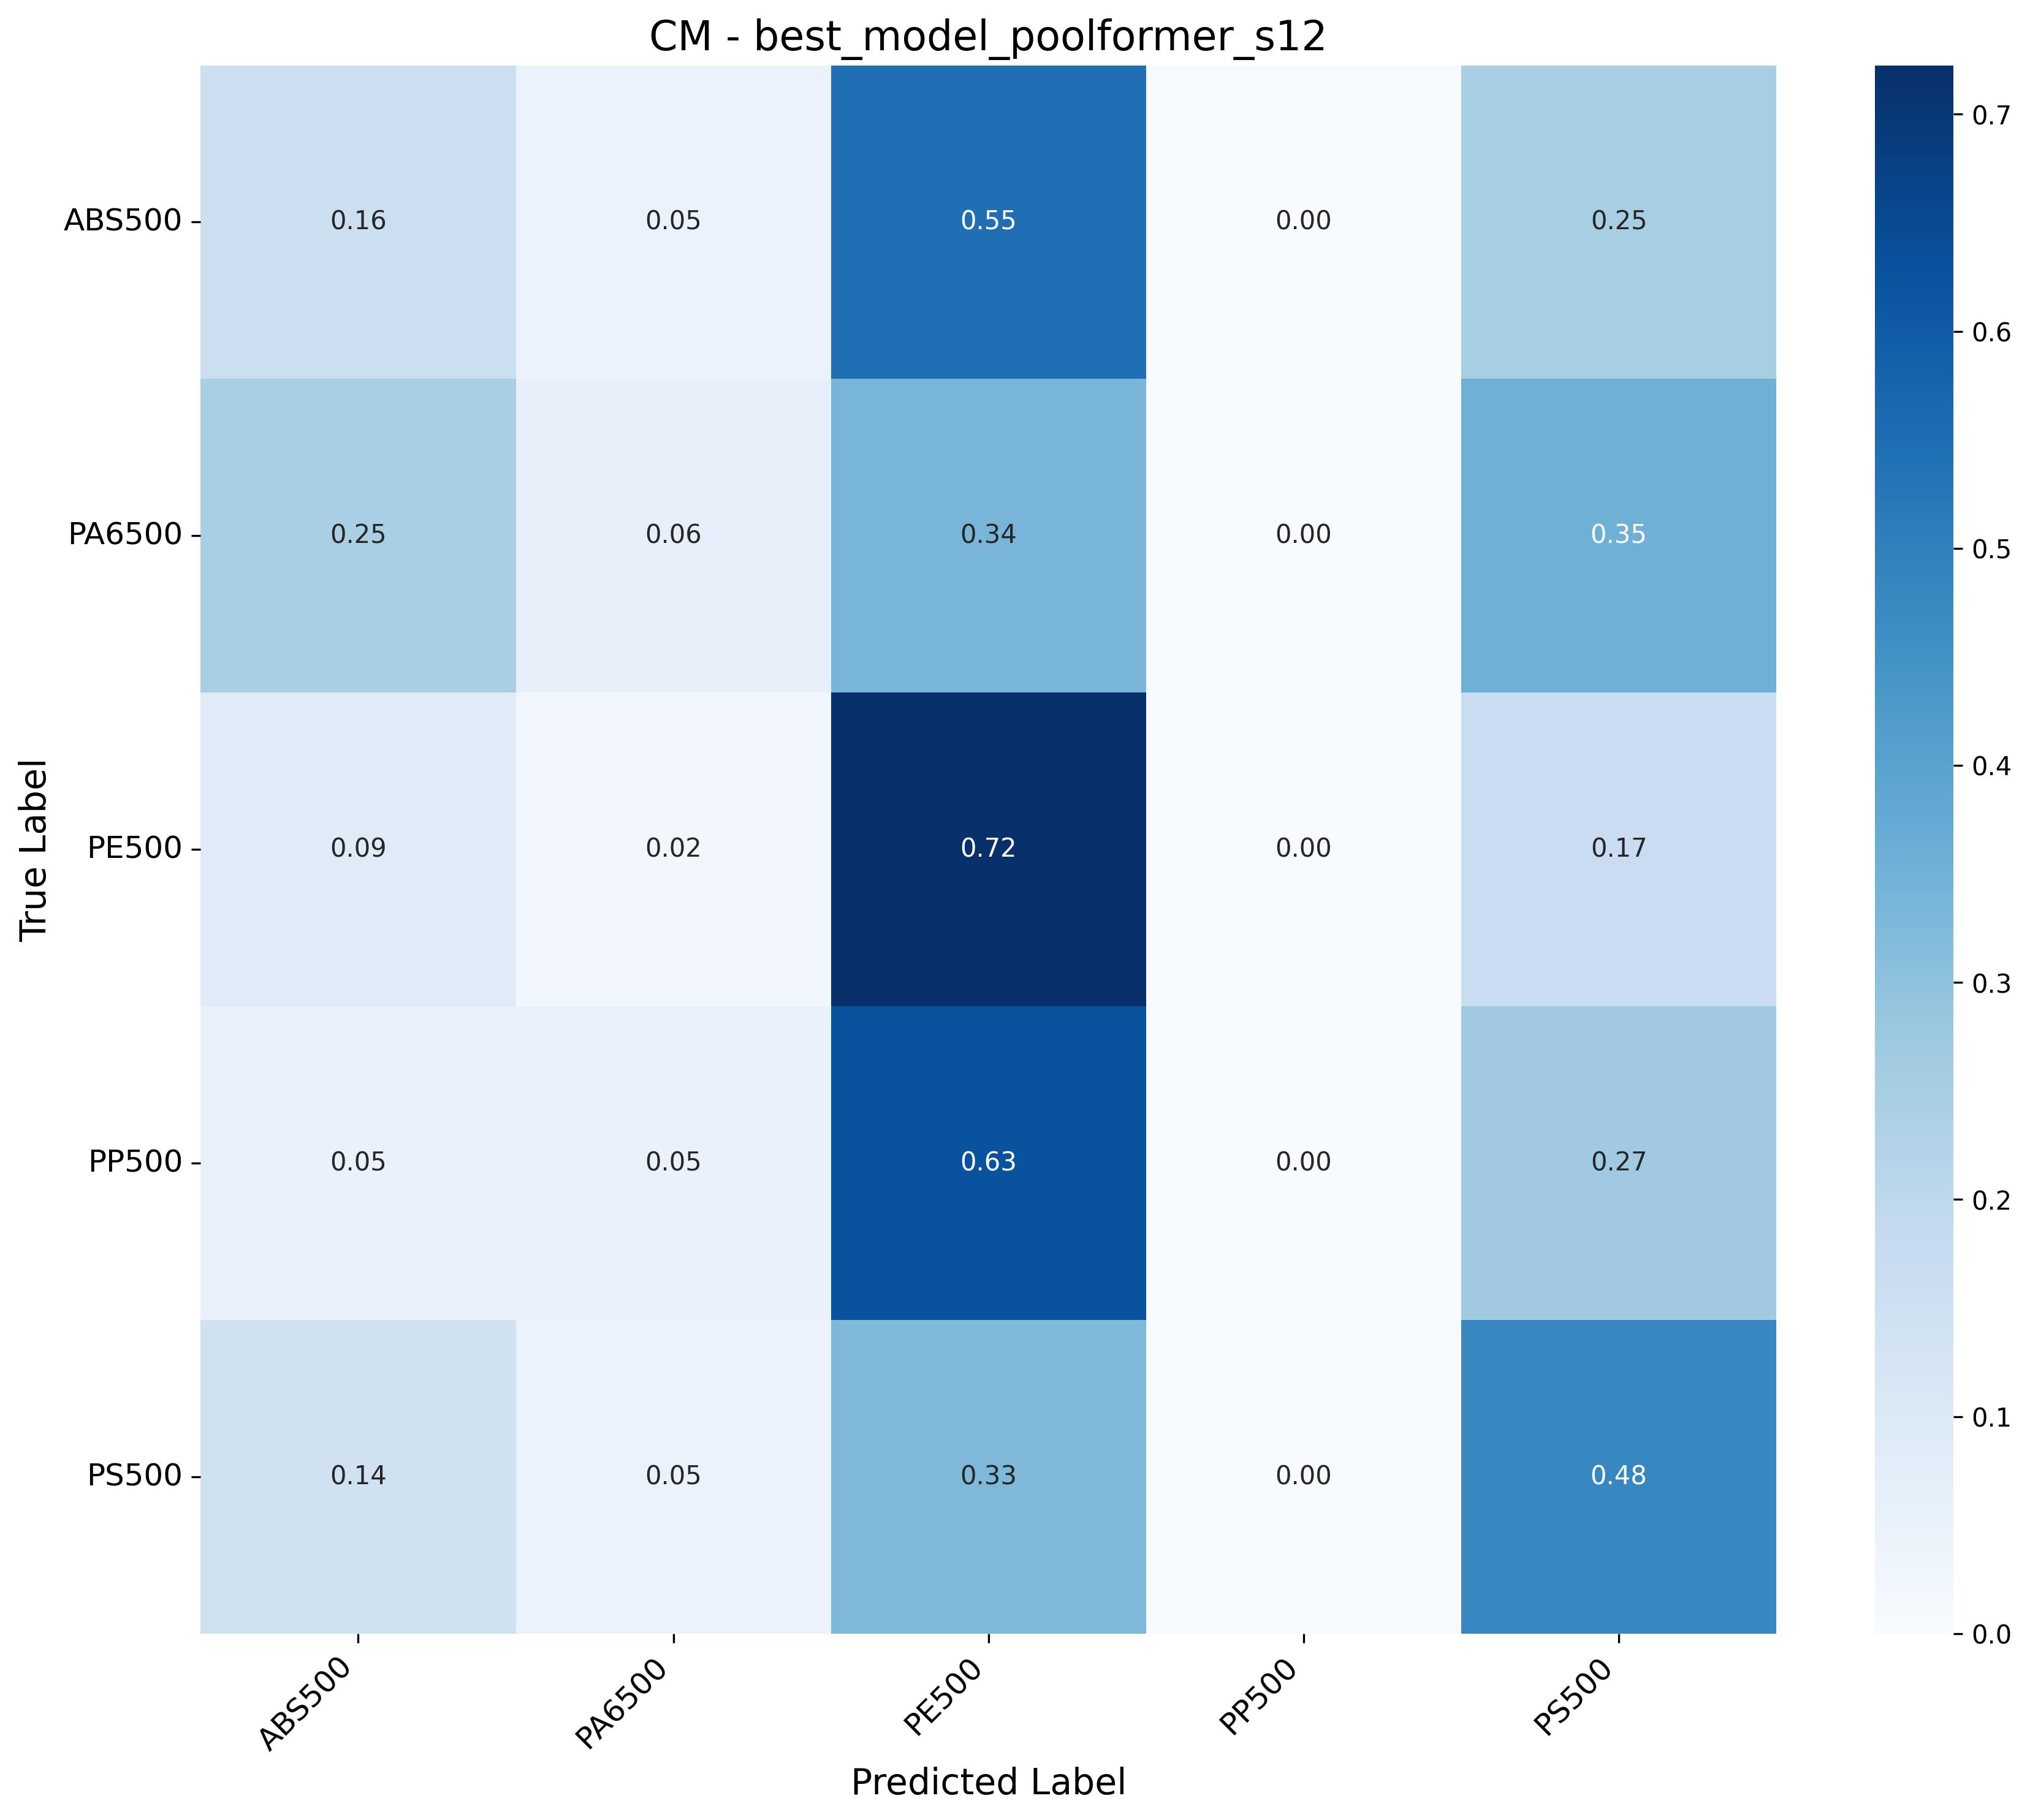 CM - best_model_poolformer_s12
True Label
ABS500 0.16 0.05 0.55 0.00 0.25
PA6500 0.25 0.06 0.34 0.00 0.35
PE500 0.09 0.02 0.72 0.00 0.17
PP500 0.05 0.05 0.63 0.00 0.27
PS500 0.14 0.05 0.33 0.00 0.48
ABS500 PA6500 PE500 PP500 PS500
Predicted Label
0.7
0.6
0.5
0.4
0.3
0.2
0.1
0.0